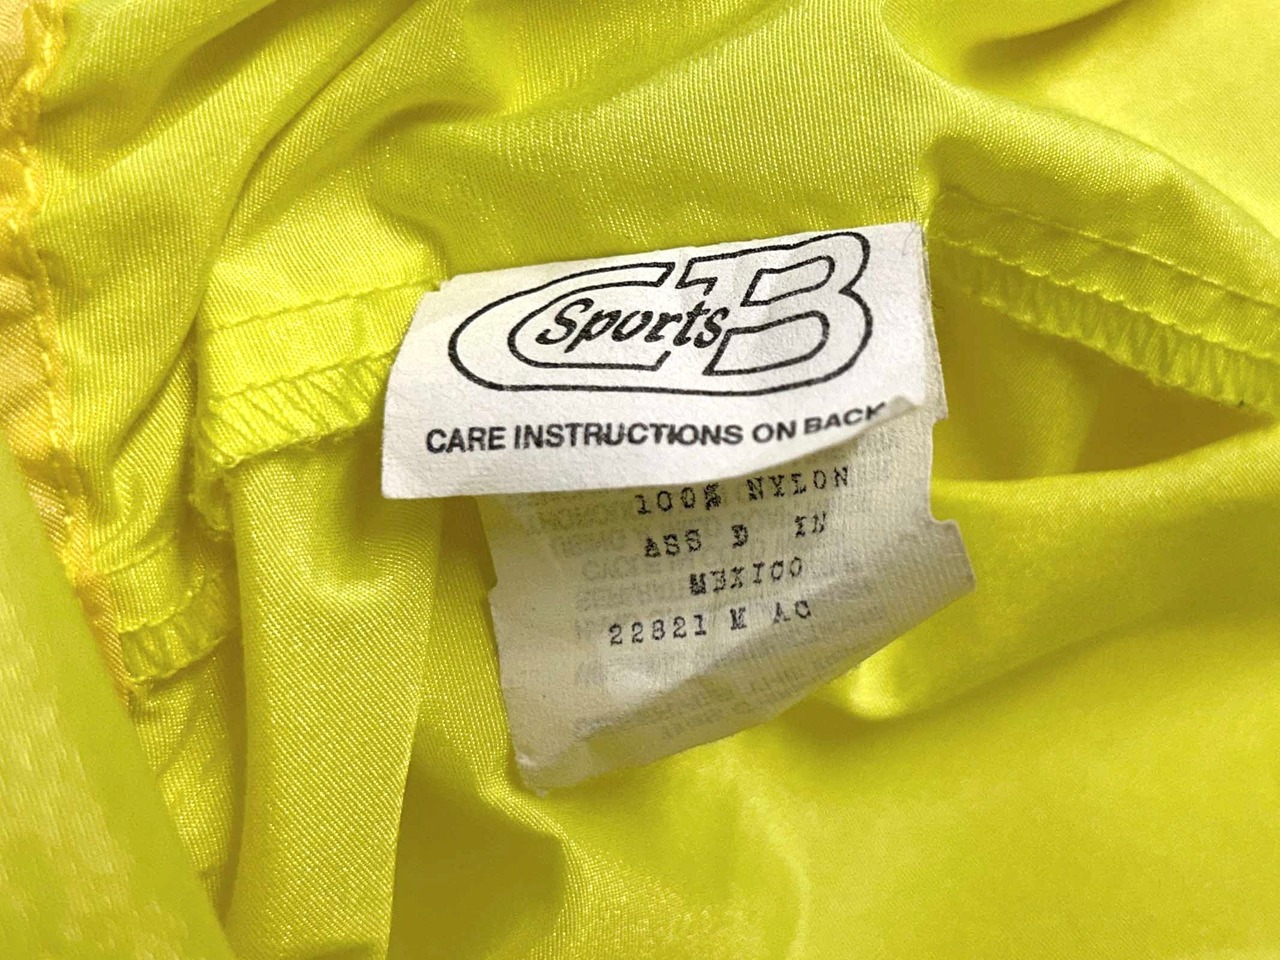 CB Sports
CARE INSTRUCTIONS ON BACK
100% NYLON
ASS D IN
MEXICO
22821 M AC